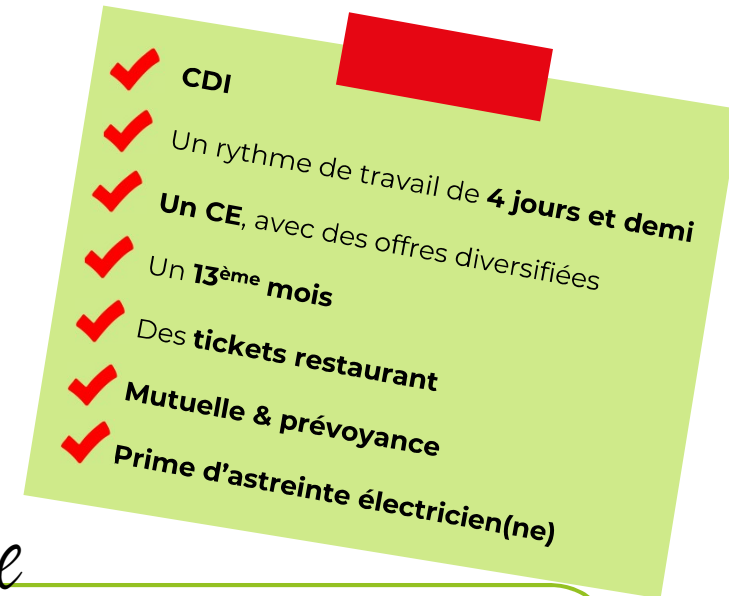 CDI
Un rythme de travail de 4 jours et demi
Un CE, avec des offres diversifiées
Un 13ème mois
Des tickets restaurant
Mutuelle & prévoyance
Prime d'astreinte électricien(ne)
e